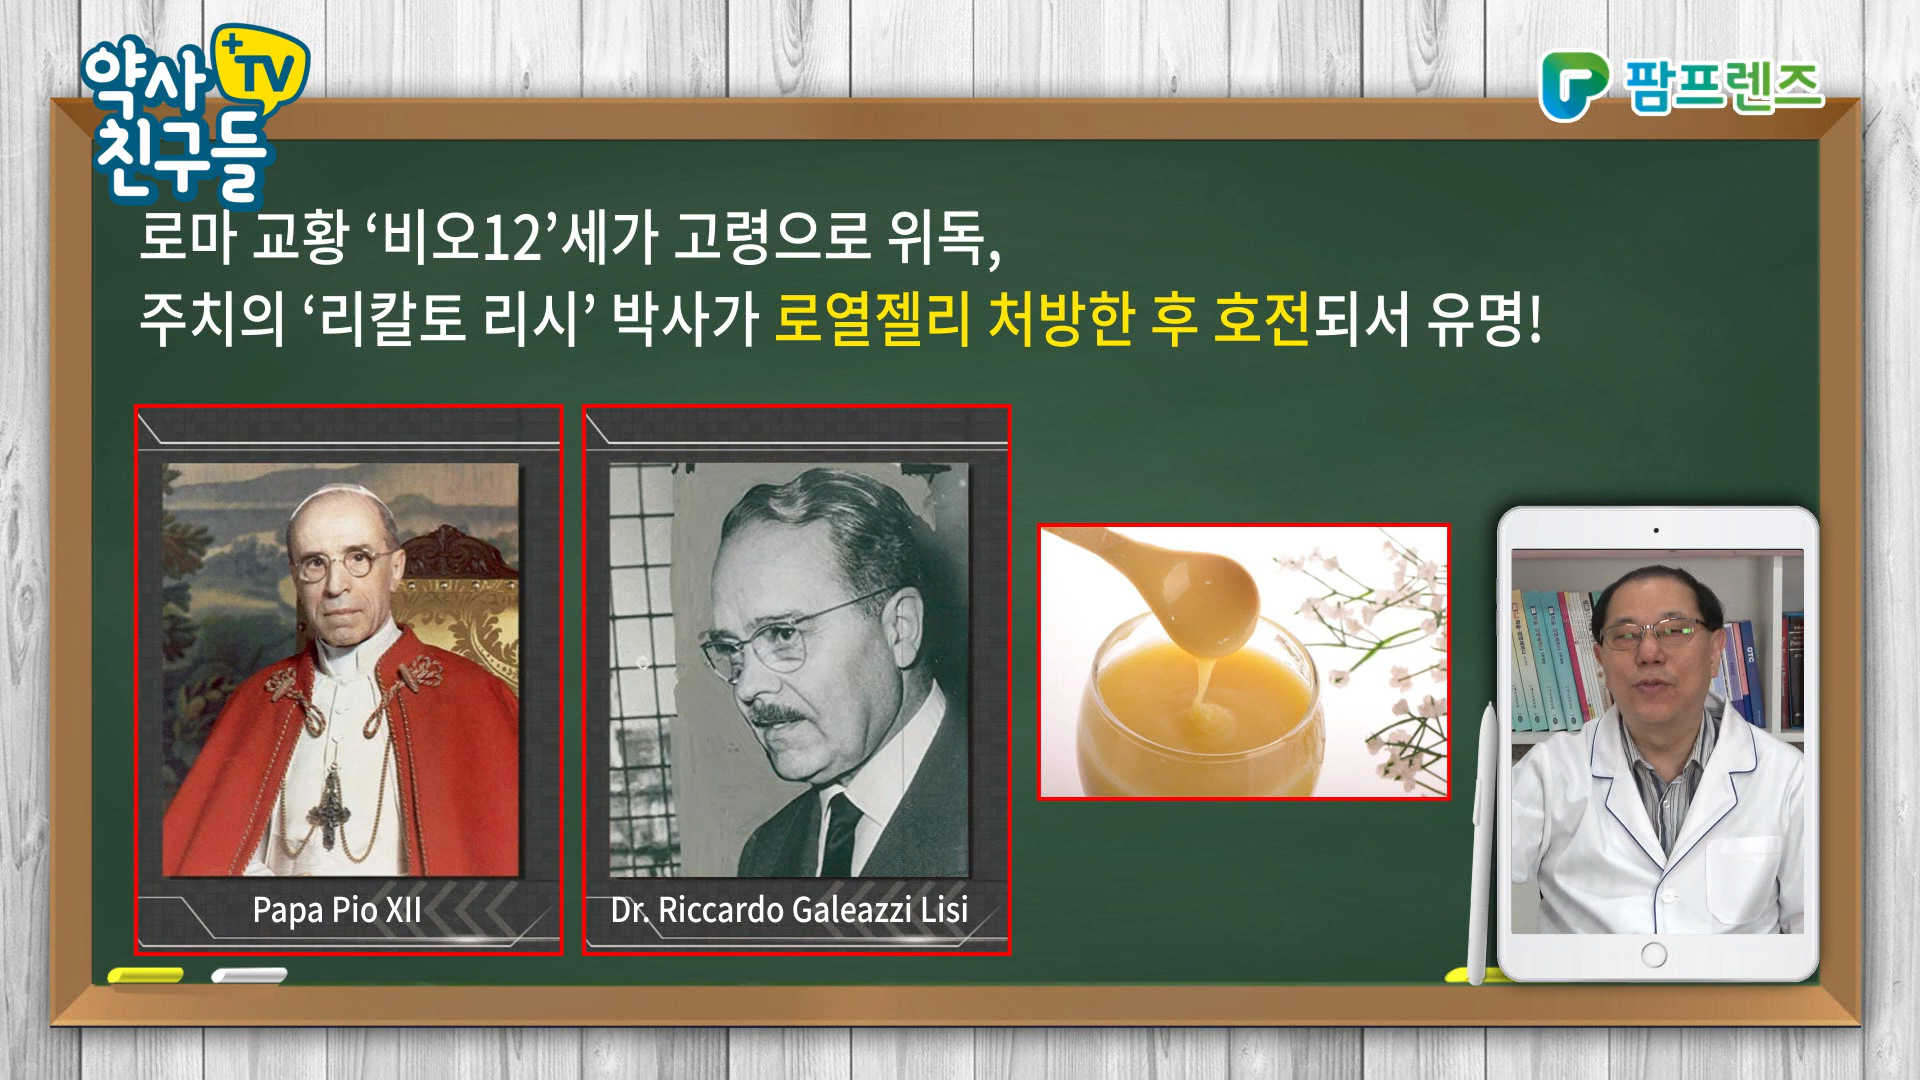 약사
TV
친구들
팜프렌즈
로마 교황 ‘비오12’세가 고령으로 위독,
주치의 ‘리칼토 리시’ 박사가 로열젤리 처방한 후 호전되서 유명!
Papa Pio XII
Dr. Riccardo Galeazzi Lisi
OTC